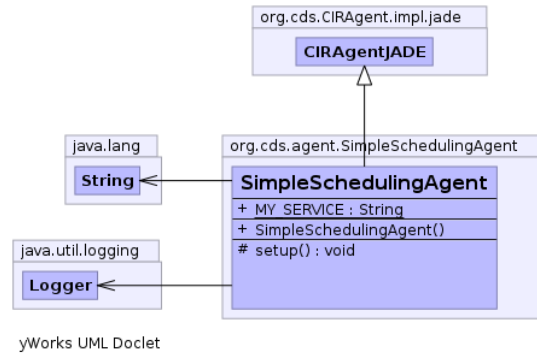 org.cds.CIRAgent.impl.jade
CIRAgentJADE
java.lang
String
org.cds.agent.SimpleSchedulingAgent
SimpleSchedulingAgent
+ MY_SERVICE : String
+ SimpleSchedulingAgent()
# setup() : void
java.util.logging
Logger
yWorks UML Doclet